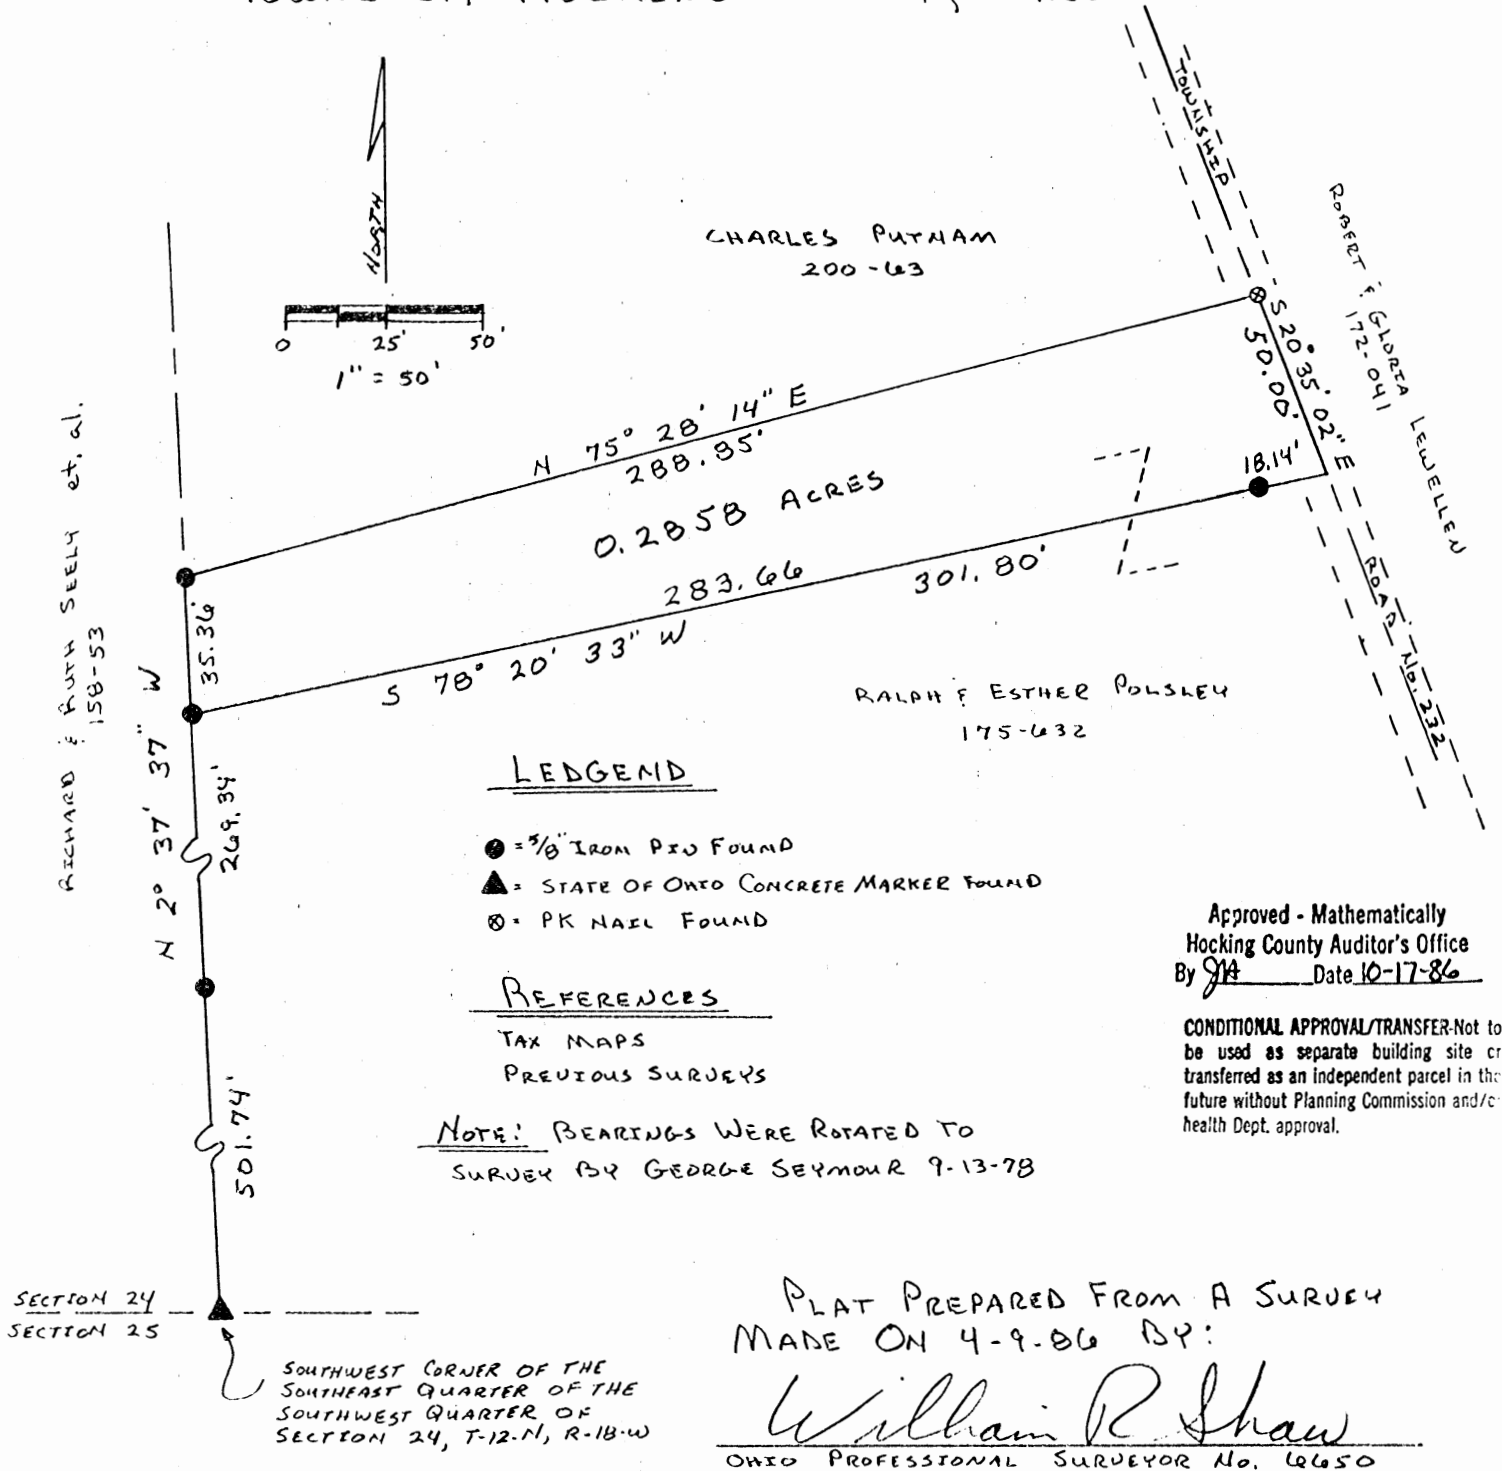 NORTH
0 25' 50'
1" = 50'
CHARLES PUTNAM
200-63
TOWNSHIP
ROAD No. 232
ROBERT & GLORIA LEWELLEN
172-041
S 20° 35' 02" E
50.00'
18.14'
N 75° 28' 14" E
288.85'
0.2858 ACRES
283.66
301.80'
S 78° 20' 33" W
RICHARD & RUTH SEELY et. al.
158-53
35.36'
N 2° 37' 37" W
269.34'
501.74'
RALPH & ESTHER POLSLEY
175-632
LEDGEND
= 5/8" IRON PIN FOUND
= STATE OF OHIO CONCRETE MARKER FOUND
= PK NAIL FOUND
REFERENCES
TAX MAPS
PREVIOUS SURVEYS
NOTE: BEARINGS WERE ROTATED TO
SURVEY BY GEORGE SEYMOUR 9-13-78
Approved - Mathematically
Hocking County Auditor's Office
By Date 10-17-86
CONDITIONAL APPROVAL/TRANSFER-Not to
be used as separate building site
transferred as an independent parcel in
future without Planning Commission
health Dept. approval.
SECTION 24
SECTION 25
SOUTHWEST CORNER OF THE
SOUTHEAST QUARTER OF THE
SOUTHWEST QUARTER OF
SECTION 24, T-12-N, R-18-W
PLAT PREPARED FROM A SURVEY
MADE ON 4-9-86 BY:
William R Shaw
OHIO PROFESSIONAL SURVEYOR No. 6650